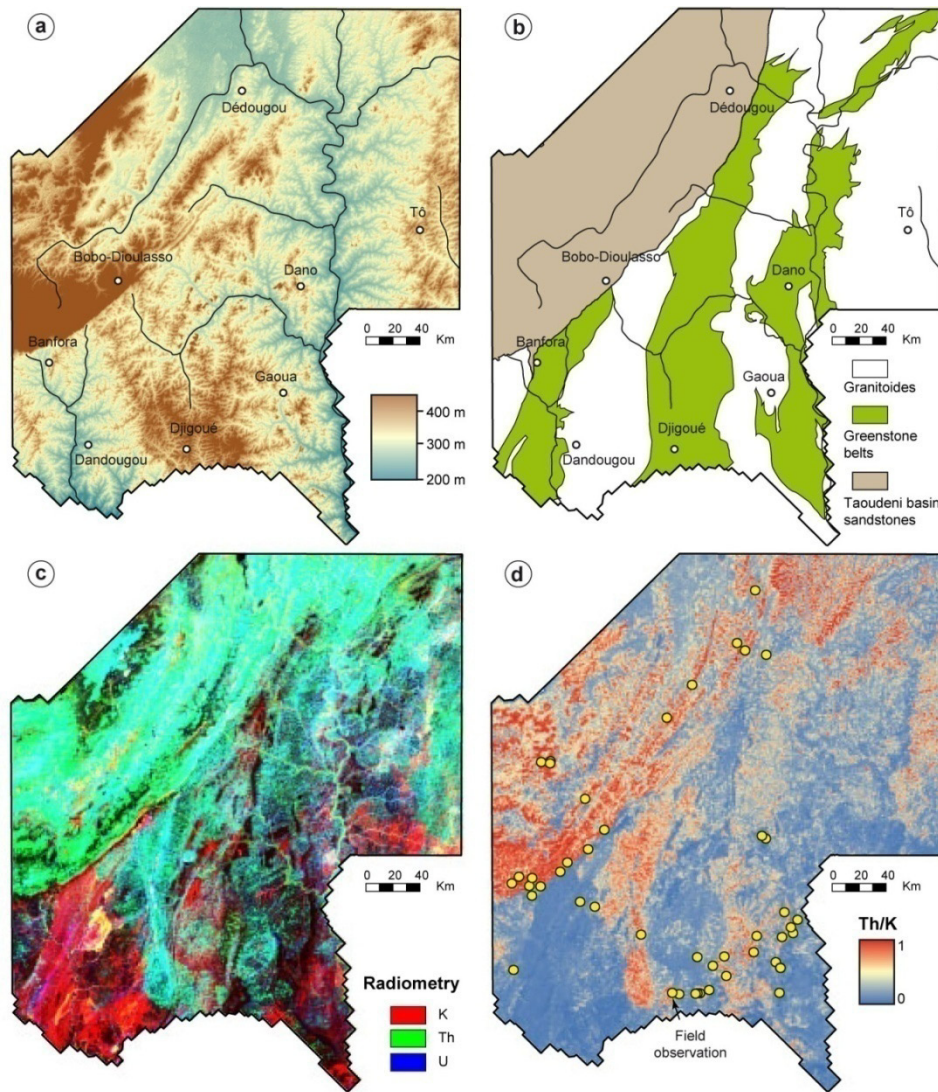 a
Dédougou
Tô
Bobo-Dioulasso
Dano
Banfora
Gaoua
Djigoué
Dandougou
0 20 40
Km
400 m
300 m
200 m
b
Dédougou
Tô
Bobo-Dioulasso
Dano
Banfora
Gaoua
Djigoué
Dandougou
0 20 40
Km
Granitoides
Greenstone
belts
Taoudeni basin
sandstones
c
0 20 40
Km
Radiometry
K
Th
U
d
0 20 40
Km
Th/K
1
0
Field
observation